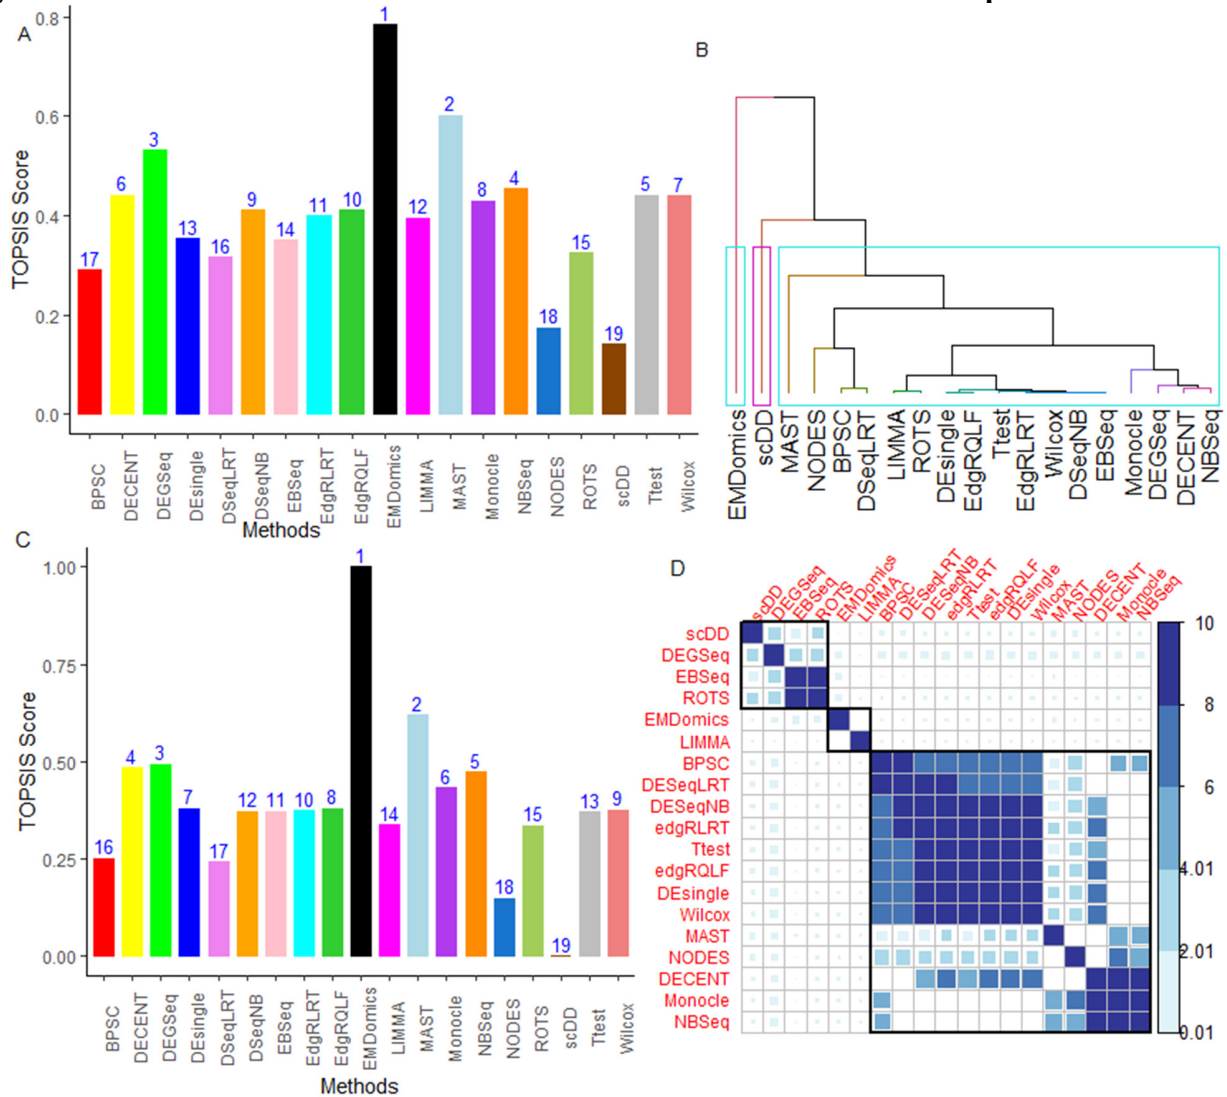 A
TOPSIS Score
0.8
0.6
0.4
0.2
0.0
17
6
3
13
16
9
14
11
10
1
12
2
8
4
18
15
19
5
7
BPSC
DECENT
DEGSeq
DEsingle
DSeqLRT
DSeqNB
EBSeq
EdgRLRT
EdgRQLF
EMDomics
LIMMA
MAST
Monocle
NBSeq
NODES
ROTS
scDD
Ttest
Wilcox
Methods
B
EMDomics
scDD
MAST
NODES
BPSC
DSeqLRT
LIMMA
ROTS
DEsingle
EdgRQLF
Ttest
EdgRLRT
Wilcox
DSeqNB
EBSeq
Monocle
DEGSeq
DECENT
NBSeq
C
TOPSIS Score
1.00
0.75
0.50
0.25
0.00
16
4
3
7
17
12
11
10
8
1
14
2
6
5
18
15
19
13
9
BPSC
DECENT
DEGSeq
DEsingle
DSeqLRT
DSeqNB
EBSeq
EdgRLRT
EdgRQLF
EMDomics
LIMMA
MAST
Monocle
NBSeq
NODES
ROTS
scDD
Ttest
Wilcox
Methods
D
scDD
DEGSeq
EBSeq
ROTS
EMDomics
LIMMA
BPSC
DESeqLRT
DESeqNB
edgRLRT
Ttest
edgRQLF
DEsingle
Wilcox
MAST
NODES
DECENT
Monocle
NBSeq
scDD
DEGSeq
EBSeq
ROTS
EMDomics
LIMMA
BPSC
DESeqLRT
DESeqNB
edgRLRT
Ttest
edgRQLF
DEsingle
Wilcox
MAST
NODES
DECENT
Monocle
NBSeq
10
8
6
4.01
2.01
0.01